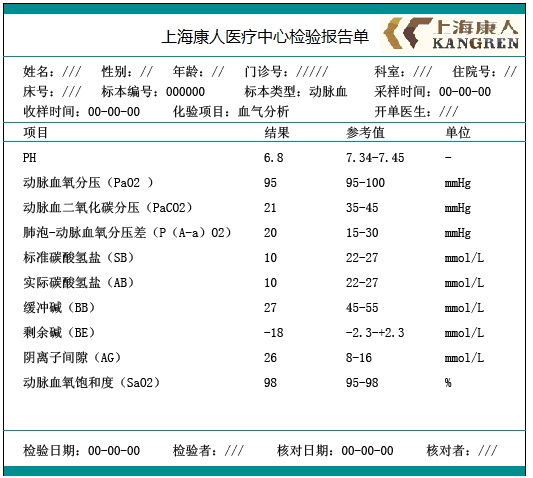 上海康人医疗中心检验报告单 上海康人
KANGREN
姓名：/// 性别：// 年龄：// 门诊号：///// 科室：/// 住院号：//
床号：/// 标本编号：000000 标本类型：动脉血 采样时间：00-00-00
收样时间：00-00-00 化验项目：血气分析 开单医生：///
项目 结果 参考值 单位
PH 6.8 7.34-7.45 -
动脉血氧分压（PaO2 ） 95 95-100 mmHg
动脉血二氧化碳分压（PaCO2） 21 35-45 mmHg
肺泡-动脉血氧分压差（P（A-a）O2） 20 15-30 mmHg
标准碳酸氢盐（SB） 10 22-27 mmol/L
实际碳酸氢盐（AB） 10 22-27 mmol/L
缓冲碱（BB） 27 45-55 mmol/L
剩余碱（BE） -18 -2.3-+2.3 mmol/L
阴离子间隙（AG） 26 8-16 mmol/L
动脉血氧饱和度（SaO2） 98 95-98 %
检验日期：00-00-00 检验者：/// 核对日期：00-00-00 核对者：///